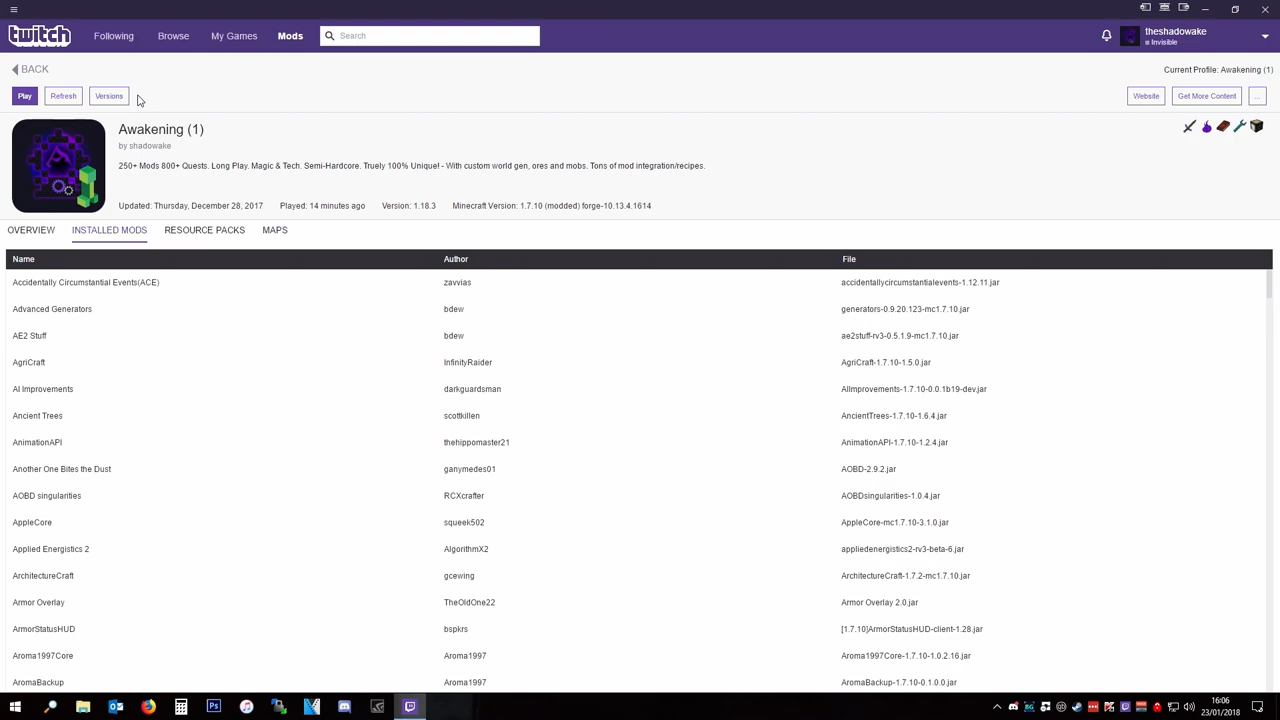 twitch Following Browse My Games Mods Search theshadowake
is Invisible
BACK Current Profile: Awakening (1)
Play Refresh Versions Website Get More Content ...
Awakening (1)
by shadowake
250+ Mods 800+ Quests. Long Play. Magic & Tech. Semi-Hardcore. Truely 100% Unique! - With custom world gen, ores and mobs. Tons of mod integration/recipes.
Updated: Thursday, December 28, 2017 Played: 14 minutes ago Version: 1.18.3 Minecraft Version: 1.7.10 (modded) forge-10.13.4.1614
OVERVIEW INSTALLED MODS RESOURCE PACKS MAPS
Name Author File
Accidentally Circumstantial Events(ACE) zavvias accidentallycircumstantialevents-1.12.11.jar
Advanced Generators bdew generators-0.9.20.123-mc1.7.10.jar
AE2 Stuff bdew ae2stuff-rv3-0.5.1.9-mc1.7.10.jar
AgriCraft InfinityRaider AgriCraft-1.7.10-1.5.0.jar
AI Improvements darkguardsman AIImprovements-1.7.10-0.0.1b19-dev.jar
Ancient Trees scottkillen AncientTrees-1.7.10-1.6.4.jar
AnimationAPI thehippomaster21 AnimationAPI-1.7.10-1.2.4.jar
Another One Bites the Dust ganymedes01 AOBD-2.9.2.jar
AOBD singularities RCXcrafter AOBDsingularities-1.0.4.jar
AppleCore squeek502 AppleCore-mc1.7.10-3.1.0.jar
Applied Energistics 2 AlgorithmX2 appliedenergistics2-rv3-beta-6.jar
ArchitectureCraft gcewing ArchitectureCraft-1.7.2-mc1.7.10.jar
Armor Overlay TheOldOne22 Armor Overlay 2.0.jar
ArmorStatusHUD bspkrs [1.7.10]ArmorStatusHUD-client-1.28.jar
Aroma1997Core Aroma1997 Aroma1997Core-1.7.10-1.0.2.16.jar
AromaBackup Aroma1997 AromaBackup-1.7.10-0.1.0.0.jar
16:06
23/01/2018